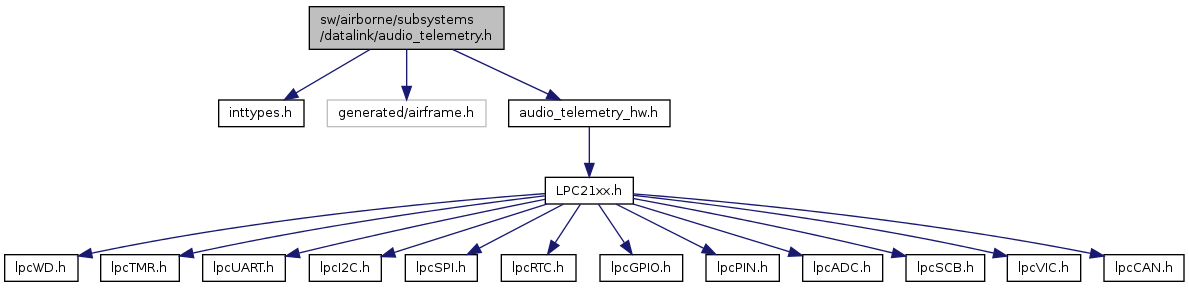 sw/airborne/subsystems
/datalink/audio_telemetry.h
inttypes.h
generated/airframe.h
audio_telemetry_hw.h
LPC21xx.h
lpcWD.h
lpcTMR.h
lpcUART.h
lpcI2C.h
lpcSPI.h
lpcRTC.h
lpcGPIO.h
lpcPIN.h
lpcADC.h
lpcSCB.h
lpcVIC.h
lpcCAN.h